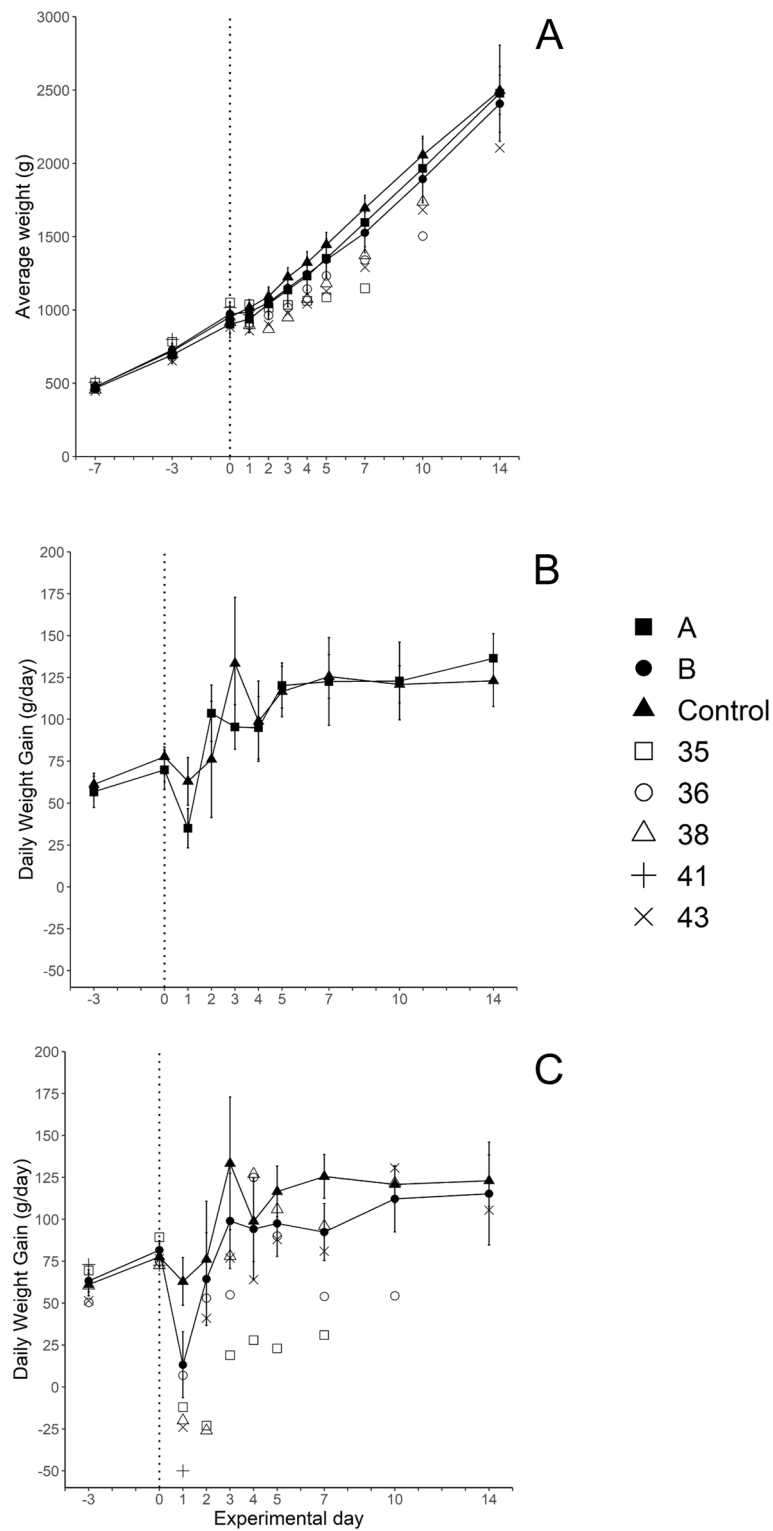 A
Average weight (g)
3000
2500
2000
1500
1000
500
0
-7 -3 0 1 2 3 4 5 7 10 14
B
Daily Weight Gain (g/day)
200
175
150
125
100
75
50
25
0
-25
-50
-3 0 1 2 3 4 5 7 10 14
A
B
Control
35
36
38
41
43
C
Daily Weight Gain (g/day)
200
175
150
125
100
75
50
25
0
-25
-50
-3 0 1 2 3 4 5 7 10 14
Experimental day